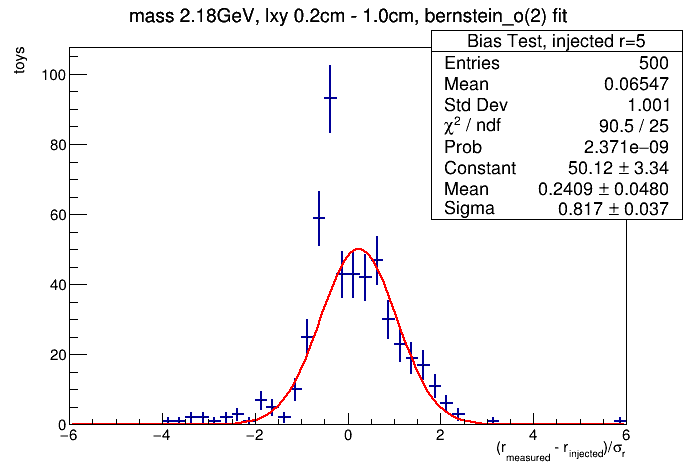 mass 2.18GeV, lxy 0.2cm - 1.0cm, bernstein_o(2) fit
toys
Bias Test, injected r=5
Entries 500
Mean 0.06547
Std Dev 1.001
χ² / ndf 90.5 / 25
Prob 2.371e−09
Constant 50.12 ± 3.34
Mean 0.2409 ± 0.0480
Sigma 0.817 ± 0.037
100
80
60
40
20
0
−6 −4 −2 0 2 4 6
(r_measured - r_injected)/σ_r